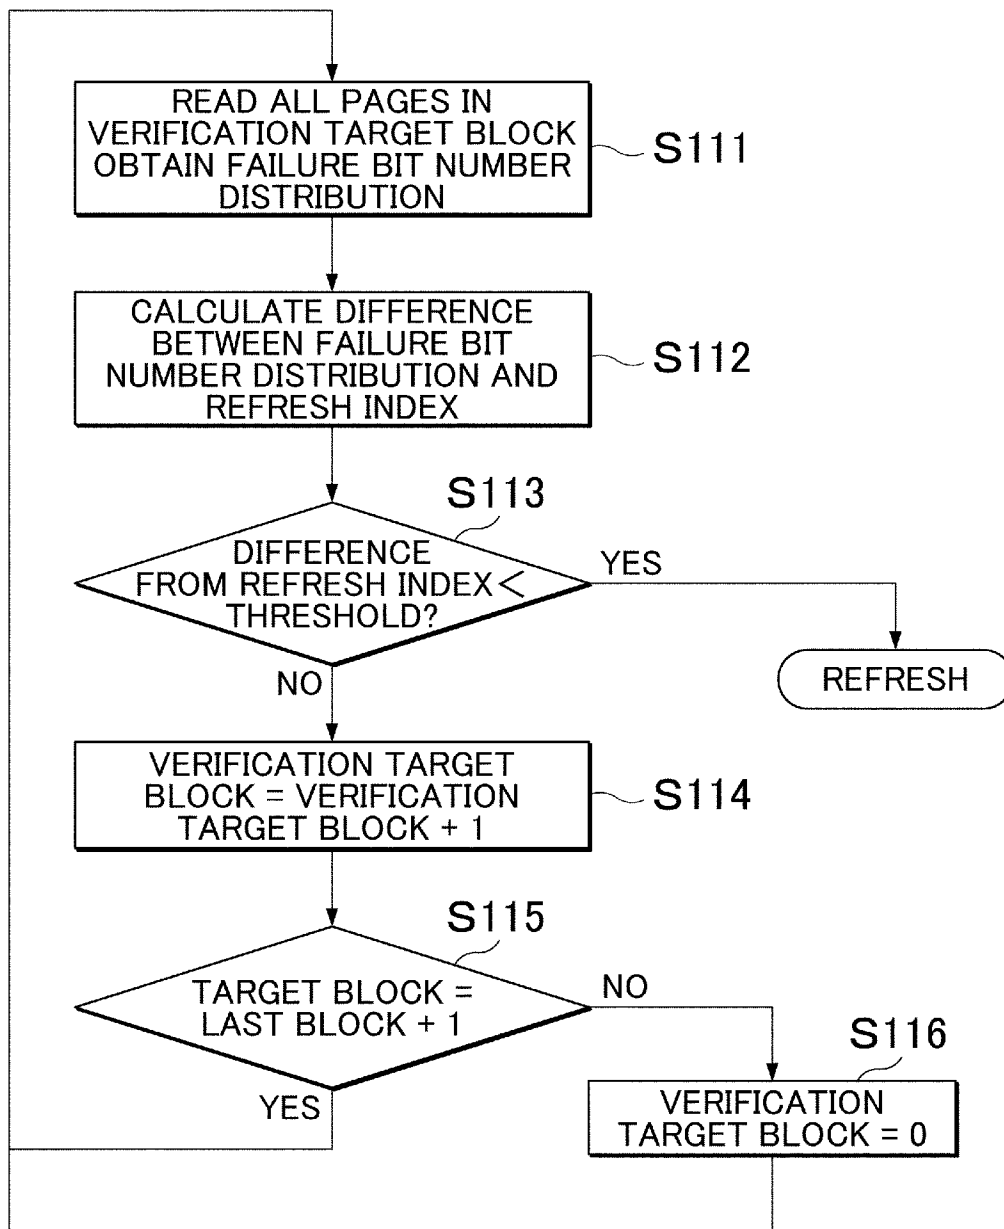 READ ALL PAGES IN
VERIFICATION TARGET BLOCK
OBTAIN FAILURE BIT NUMBER
DISTRIBUTION
S111
CALCULATE DIFFERENCE
BETWEEN FAILURE BIT
NUMBER DISTRIBUTION AND
REFRESH INDEX
S112
S113
DIFFERENCE
FROM REFRESH INDEX <
THRESHOLD?
YES
REFRESH
NO
VERIFICATION TARGET
BLOCK = VERIFICATION
TARGET BLOCK + 1
S114
S115
TARGET BLOCK =
LAST BLOCK + 1
NO
S116
YES
VERIFICATION
TARGET BLOCK = 0